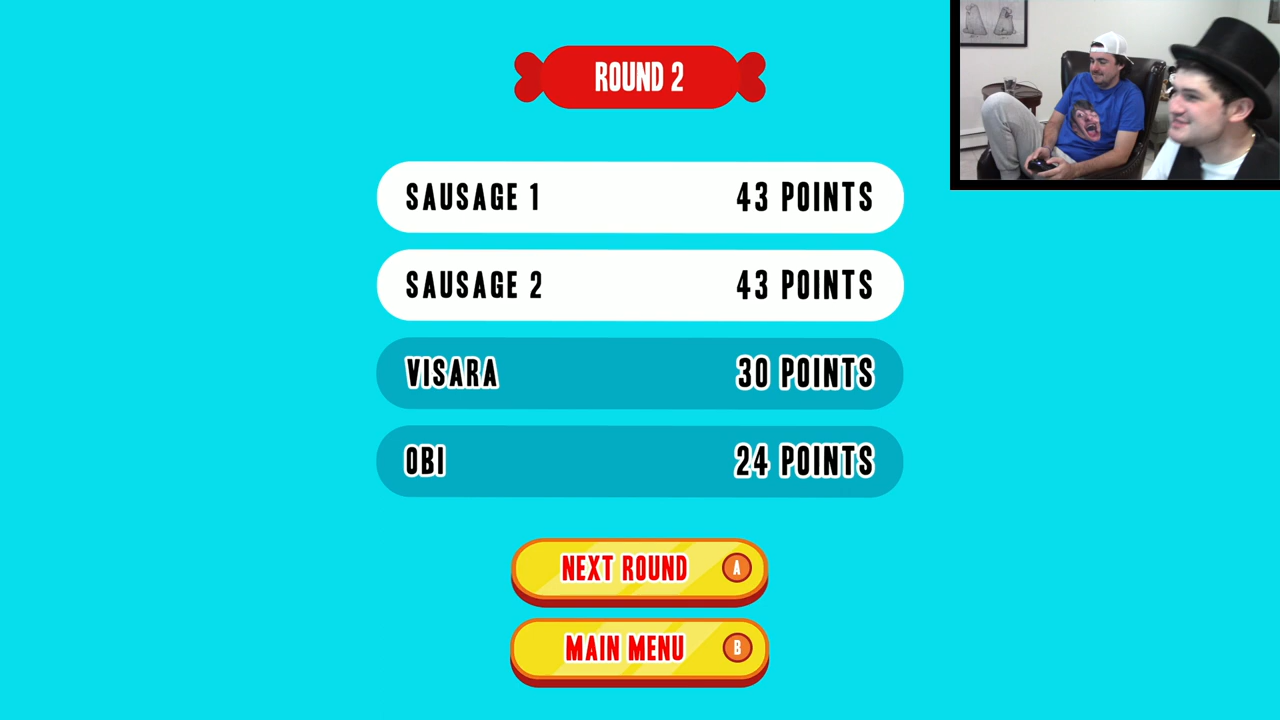 ROUND 2
SAUSAGE 1 43 POINTS
SAUSAGE 2 43 POINTS
VISARA 30 POINTS
OBI 24 POINTS
NEXT ROUND A
MAIN MENU B